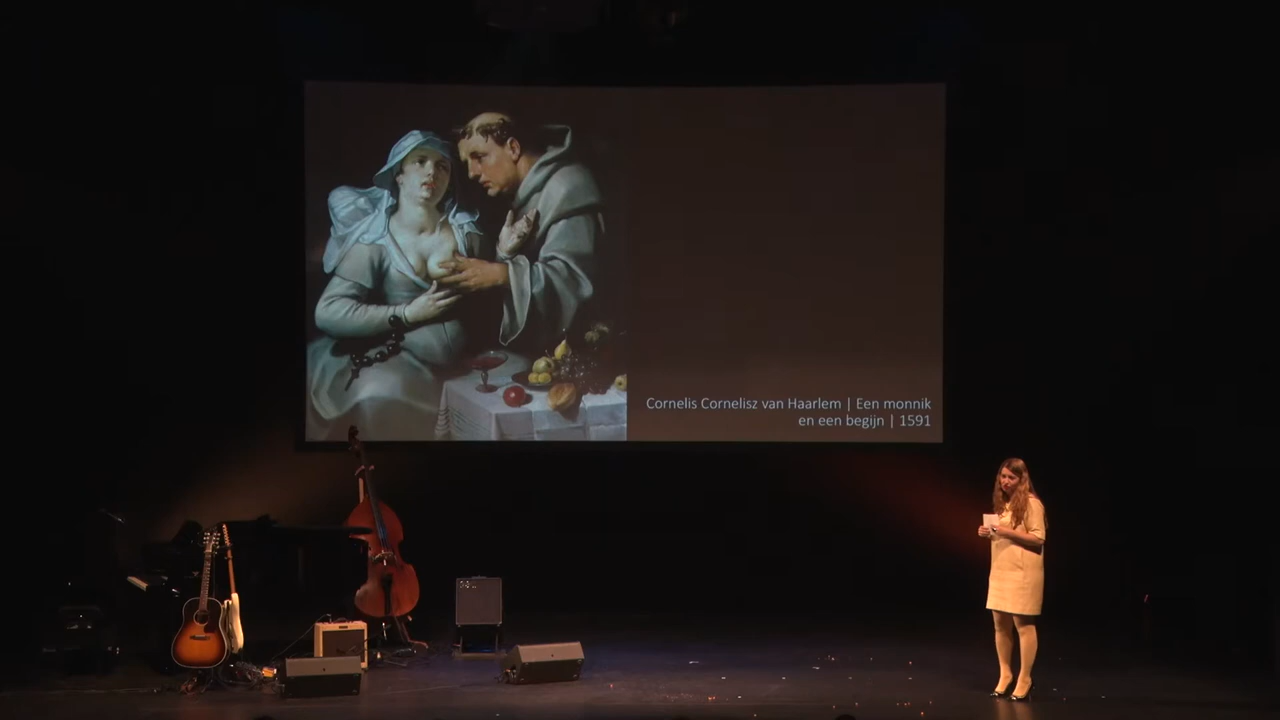 Cornelis Cornelisz van Haarlem | Een monnik
en een begijn | 1591